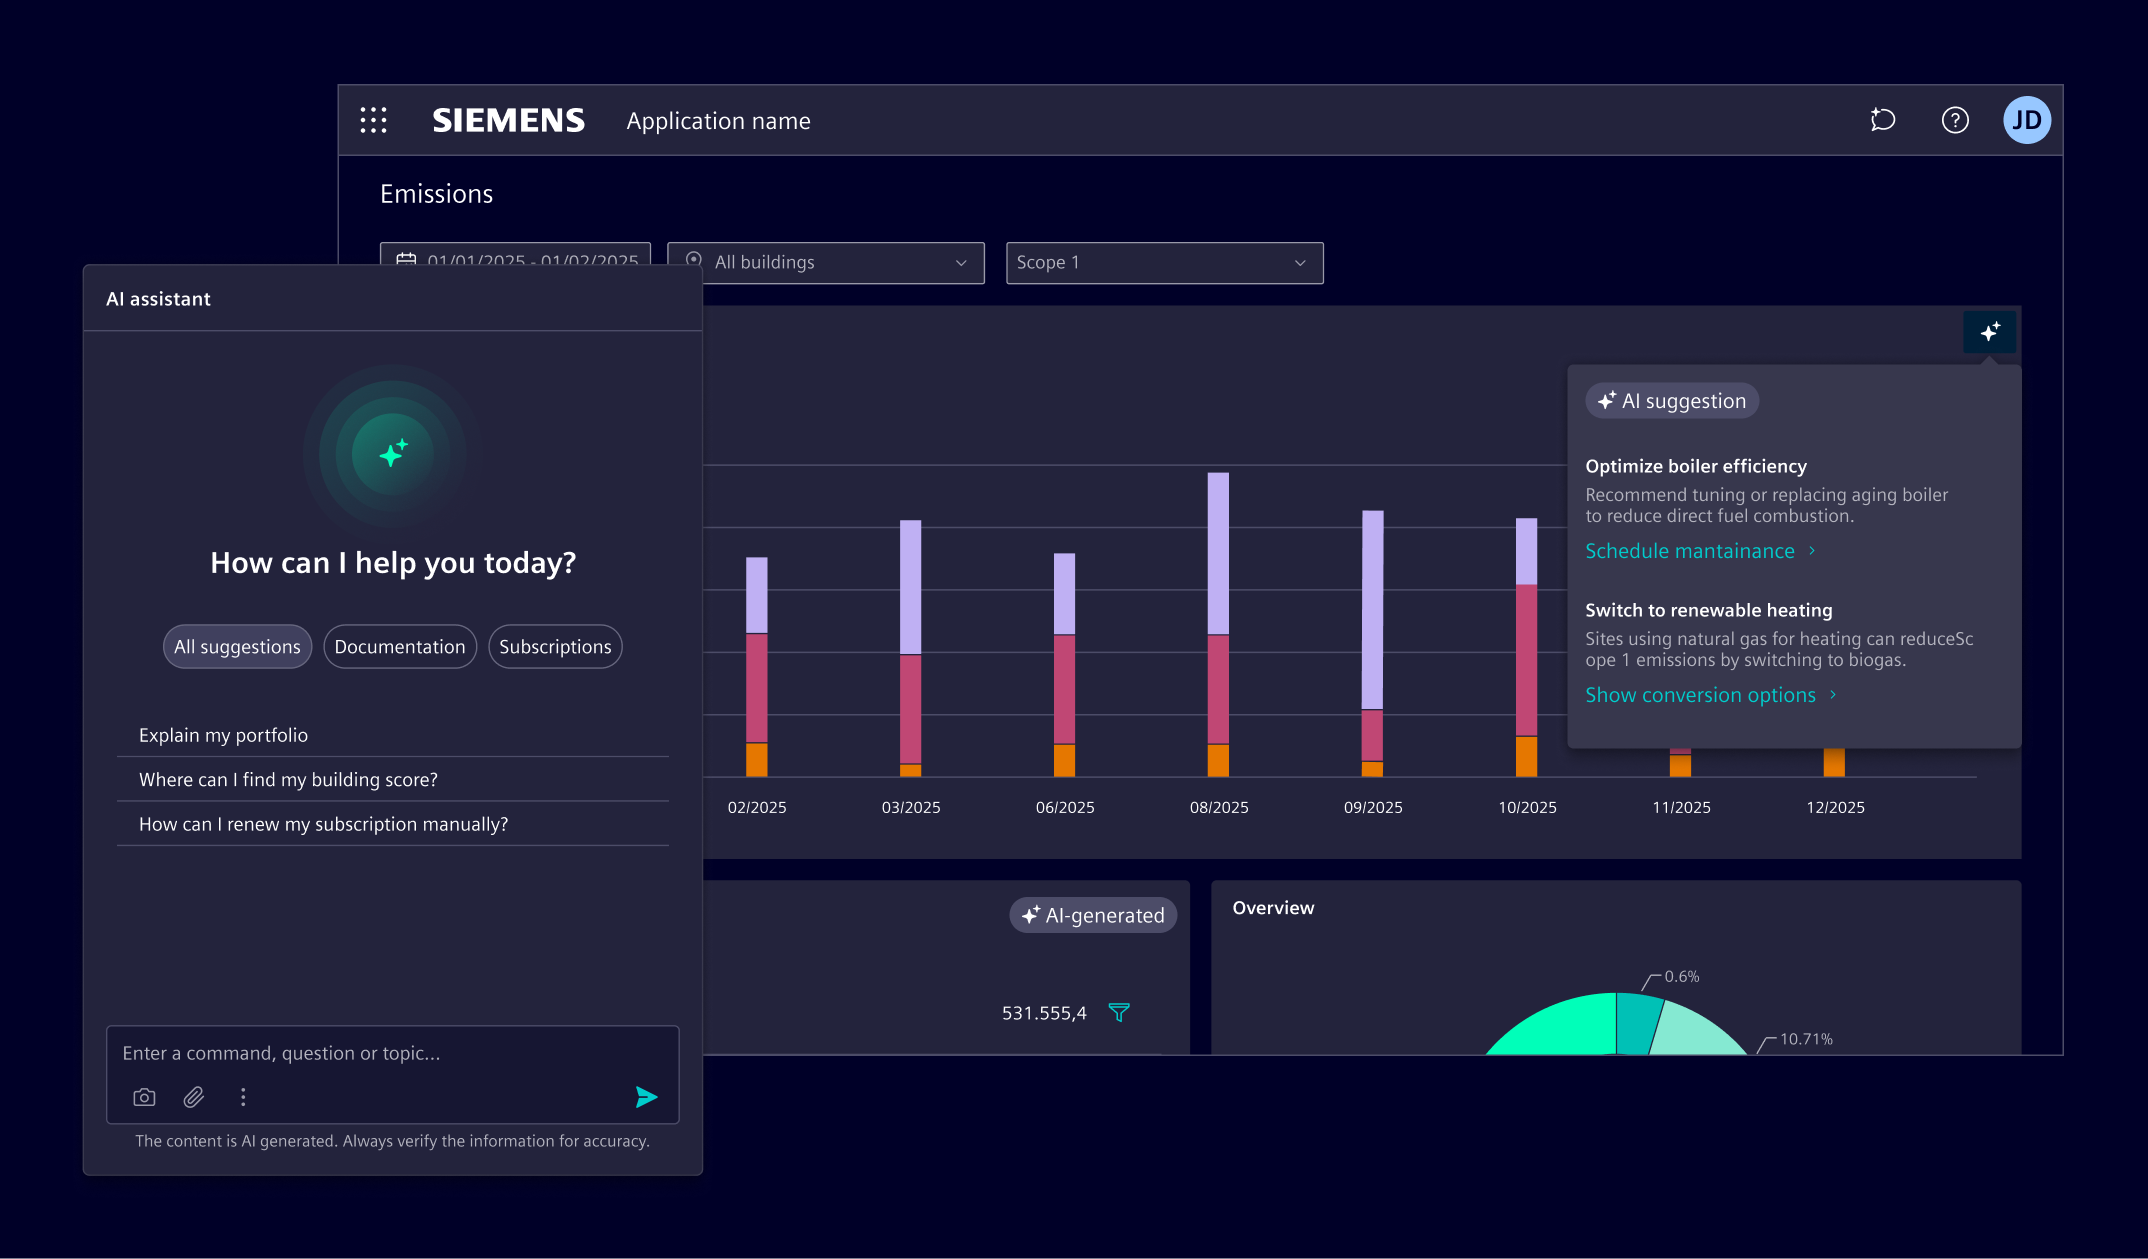 SIEMENS
Application name
JD
Emissions
01/01/2025 - 01/02/2025
All buildings
Scope 1
AI assistant
How can I help you today?
All suggestions
Documentation
Subscriptions
Explain my portfolio
Where can I find my building score?
How can I renew my subscription manually?
Enter a command, question or topic...
The content is AI generated. Always verify the information for accuracy.
AI suggestion
Optimize boiler efficiency
Recommend tuning or replacing aging boiler
to reduce direct fuel combustion.
Schedule mantainance
Switch to renewable heating
Sites using natural gas for heating can reduceSc
ope 1 emissions by switching to biogas.
Show conversion options
02/2025
03/2025
06/2025
08/2025
09/2025
10/2025
11/2025
12/2025
AI-generated
531.555,4
Overview
0.6%
10.71%